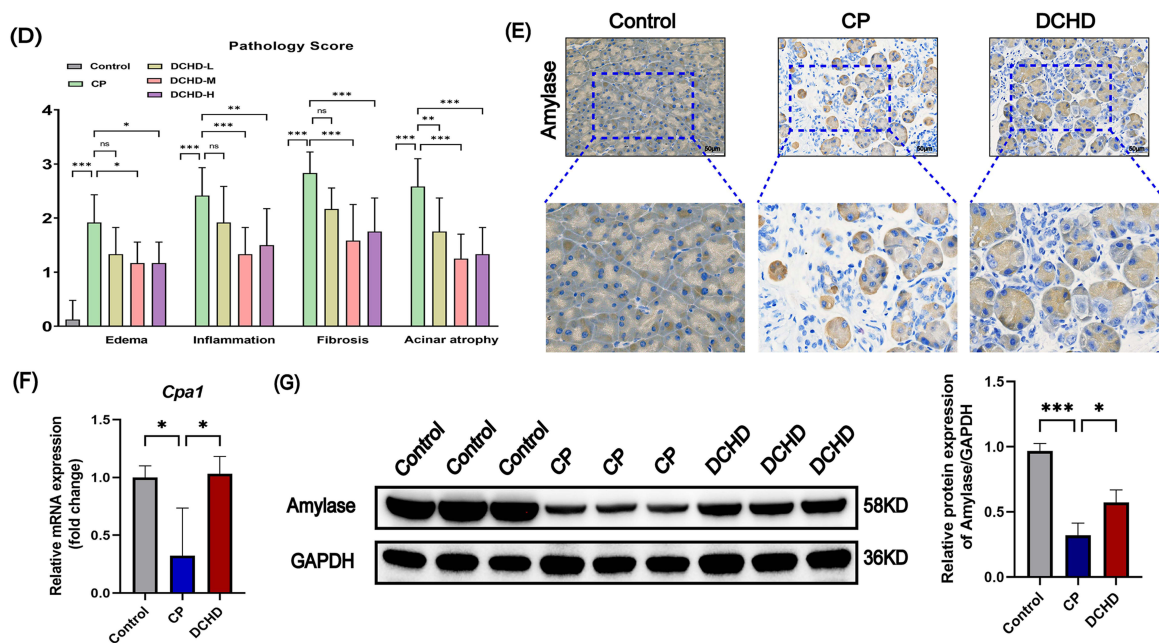 (D)
Pathology Score
Control
CP
DCHD-L
DCHD-M
DCHD-H
4
3
2
1
0
***
ns
*
*
***
ns
***
**
***
ns
***
***
***
**
***
***
Edema
Inflammation
Fibrosis
Acinar atrophy
(E)
Control
CP
DCHD
Amylase
50μm
50μm
50μm
(F)
Cpa1
Relative mRNA expression
(fold change)
1.5
1.0
0.5
0.0
*
*
Control
CP
DCHD
(G)
Control
Control
Control
CP
CP
CP
DCHD
DCHD
DCHD
Amylase
58KD
GAPDH
36KD
Relative protein expression
of Amylase/GAPDH
1.5
1.0
0.5
0.0
***
*
Control
CP
DCHD